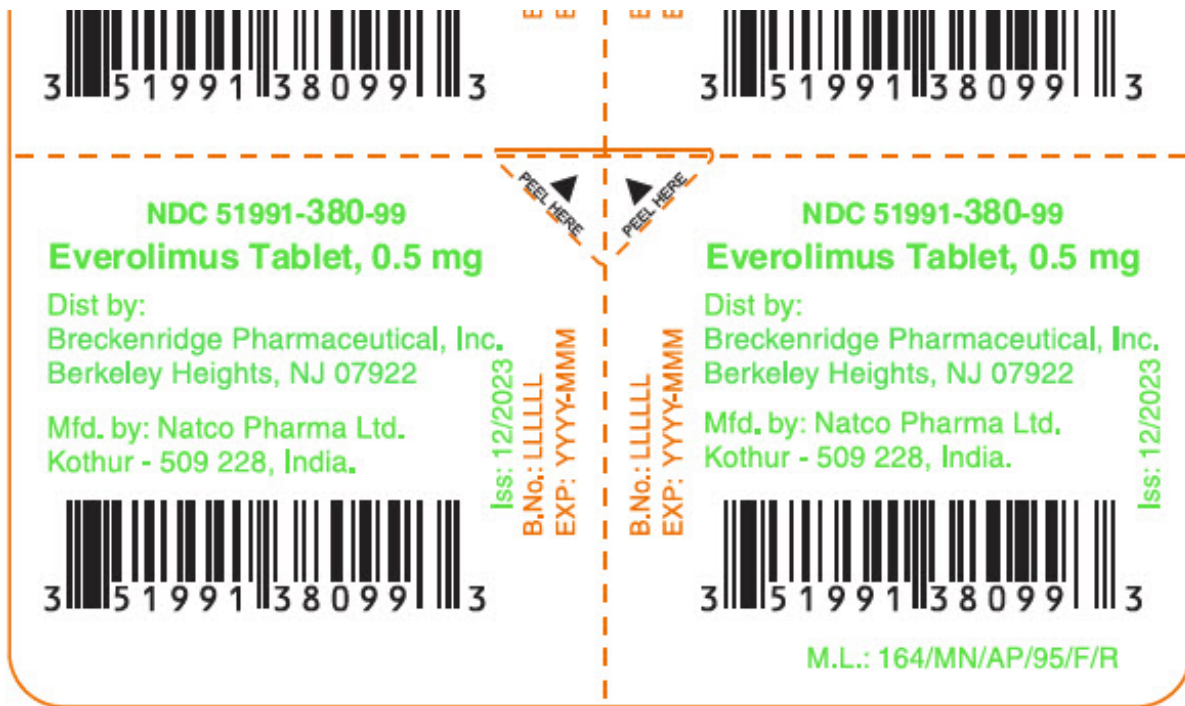 3 51991 38099 3
3 51991 38099 3
PEEL HERE
PEEL HERE
NDC 51991-380-99
Everolimus Tablet, 0.5 mg
Dist by:
Breckenridge Pharmaceutical, Inc.
Berkeley Heights, NJ 07922
Mfd. by: Natco Pharma Ltd.
Kothur - 509 228, India.
Iss: 12/2023
B.No.: LLLLLL
EXP: YYYY-MMM
3 51991 38099 3
NDC 51991-380-99
Everolimus Tablet, 0.5 mg
Dist by:
Breckenridge Pharmaceutical, Inc.
Berkeley Heights, NJ 07922
Mfd. by: Natco Pharma Ltd.
Kothur - 509 228, India.
Iss: 12/2023
B.No.: LLLLLL
EXP: YYYY-MMM
3 51991 38099 3
M.L.: 164/MN/AP/95/F/R